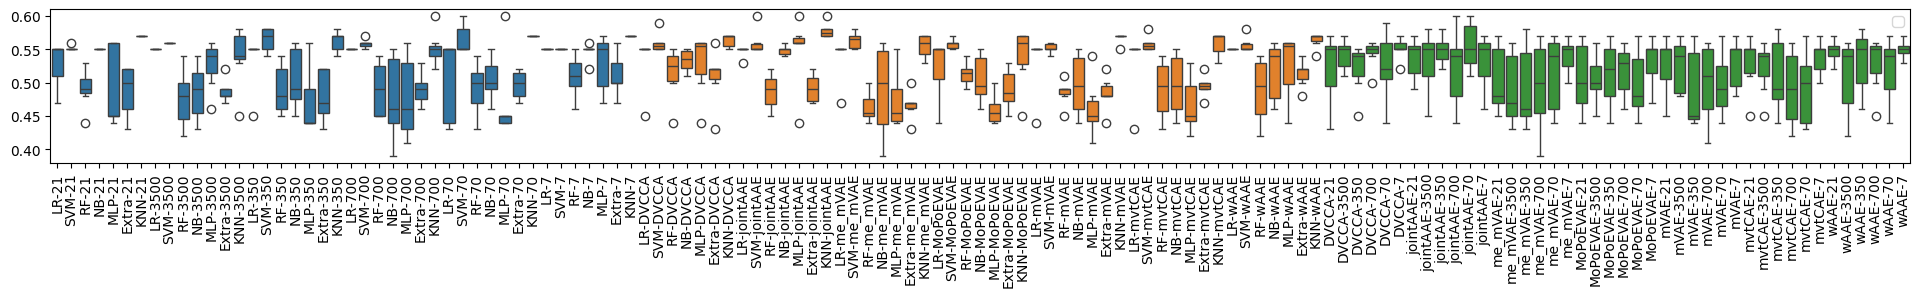 0.60
0.55
0.50
0.45
0.40
LR-21
SVM-21
RF-21
NB-21
MLP-21
Extra-21
KNN-21
LR-3500
SVM-3500
RF-3500
NB-3500
MLP-3500
Extra-3500
KNN-3500
LR-350
SVM-350
RF-350
NB-350
MLP-350
Extra-350
KNN-350
LR-700
SVM-700
RF-700
NB-700
MLP-700
Extra-700
KNN-700
LR-70
SVM-70
RF-70
NB-70
MLP-70
Extra-70
KNN-70
LR-7
SVM-7
RF-7
NB-7
MLP-7
Extra-7
KNN-7
LR-DVCCA
SVM-DVCCA
RF-DVCCA
NB-DVCCA
MLP-DVCCA
Extra-DVCCA
KNN-DVCCA
LR-jointAAE
SVM-jointAAE
RF-jointAAE
NB-jointAAE
MLP-jointAAE
Extra-jointAAE
KNN-jointAAE
LR-me_mVAE
SVM-me_mVAE
RF-me_mVAE
NB-me_mVAE
MLP-me_mVAE
Extra-me_mVAE
KNN-me_mVAE
LR-MoPoEVAE
SVM-MoPoEVAE
RF-MoPoEVAE
NB-MoPoEVAE
MLP-MoPoEVAE
Extra-MoPoEVAE
KNN-MoPoEVAE
LR-mVAE
SVM-mVAE
RF-mVAE
NB-mVAE
MLP-mVAE
Extra-mVAE
KNN-mVAE
LR-mvtCAE
SVM-mvtCAE
RF-mvtCAE
NB-mvtCAE
MLP-mvtCAE
Extra-mvtCAE
KNN-mvtCAE
LR-wAAE
SVM-wAAE
RF-wAAE
NB-wAAE
MLP-wAAE
Extra-wAAE
KNN-wAAE
DVCCA-21
DVCCA-3500
DVCCA-350
DVCCA-700
DVCCA-70
DVCCA-7
jointAAE-21
jointAAE-3500
jointAAE-350
jointAAE-700
jointAAE-70
jointAAE-7
me_mVAE-21
me_mVAE-3500
me_mVAE-350
me_mVAE-700
me_mVAE-70
me_mVAE-7
MoPoEVAE-21
MoPoEVAE-3500
MoPoEVAE-350
MoPoEVAE-700
MoPoEVAE-70
MoPoEVAE-7
mVAE-21
mVAE-3500
mVAE-350
mVAE-700
mVAE-70
mVAE-7
mvtCAE-21
mvtCAE-3500
mvtCAE-350
mvtCAE-700
mvtCAE-70
mvtCAE-7
wAAE-21
wAAE-3500
wAAE-350
wAAE-700
wAAE-70
wAAE-7